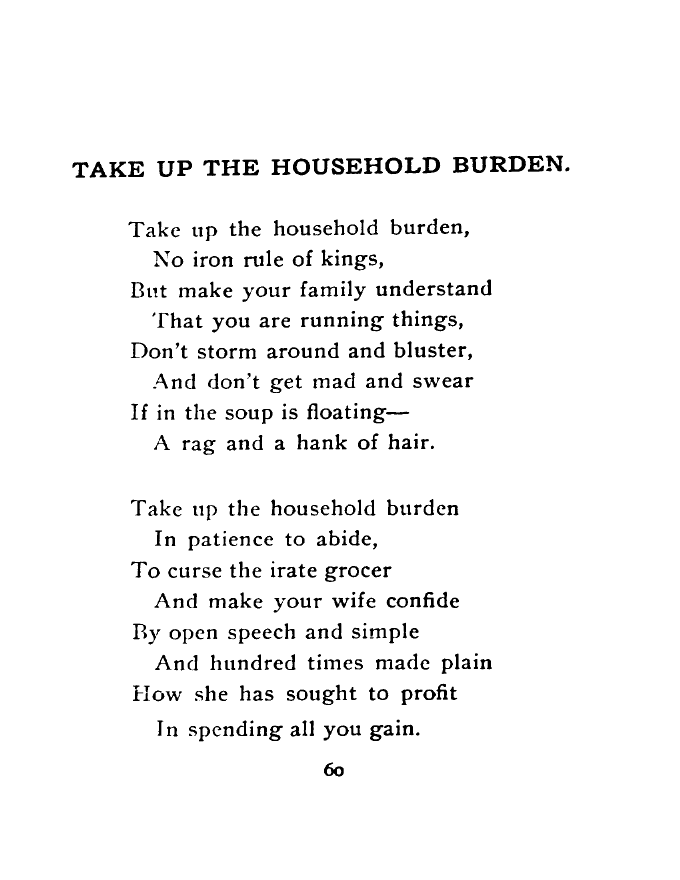 TAKE UP THE HOUSEHOLD BURDEN.
Take up the household burden,
No iron rule of kings,
But make your family understand
That you are running things,
Don't storm around and bluster,
And don't get mad and swear
If in the soup is floating—
A rag and a hank of hair.
Take up the household burden
In patience to abide,
To curse the irate grocer
And make your wife confide
By open speech and simple
And hundred times made plain
How she has sought to profit
In spending all you gain.
60